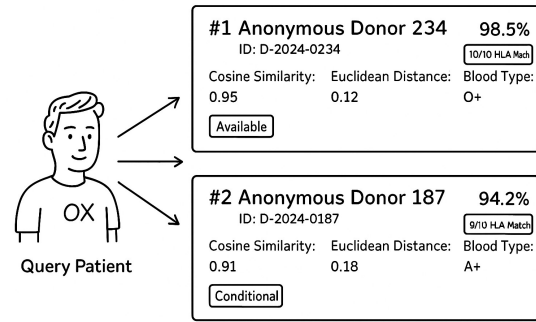 #1 Anonymous Donor 234 98.5%
ID: D-2024-0234 10/10 HLA Mach
Cosine Similarity: Euclidean Distance: Blood Type:
0.95 0.12 O+
Available
OX
Query Patient
#2 Anonymous Donor 187 94.2%
ID: D-2024-0187 9/10 HLA Match
Cosine Similarity: Euclidean Distance: Blood Type:
0.91 0.18 A+
Conditional